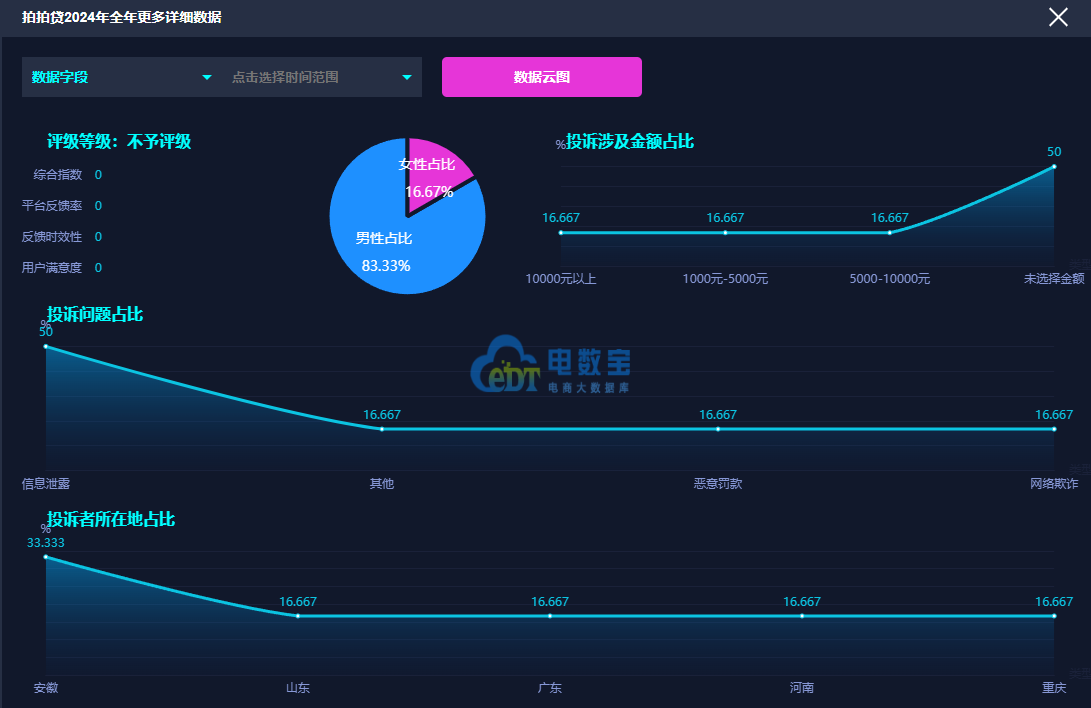 拍拍贷2024年全年更多详细数据
数据字段
点击选择时间范围
数据云图
评级等级：不予评级
综合指数 0
平台反馈率 0
反馈时效性 0
用户满意度 0
女性占比
16.67%
男性占比
83.33%
%
投诉涉及金额占比
50
16.667 16.667 16.667
10000元以上 1000元-5000元 5000-10000元 未选择金额
投诉问题占比
%
50
16.667 16.667 16.667
信息泄露 其他 恶意罚款 网络欺诈
eDT 电数宝
电商大数据库
投诉者所在地占比
%
33.333
16.667 16.667 16.667 16.667
安徽 山东 广东 河南 重庆